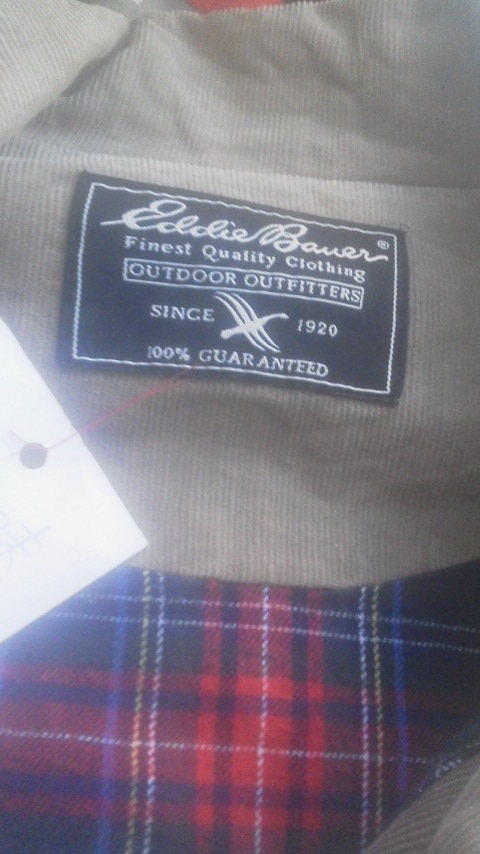 Eddie Bauer®
Finest Quality Clothing
OUTDOOR OUTFITTERS
SINCE 1920
100% GUARANTEED